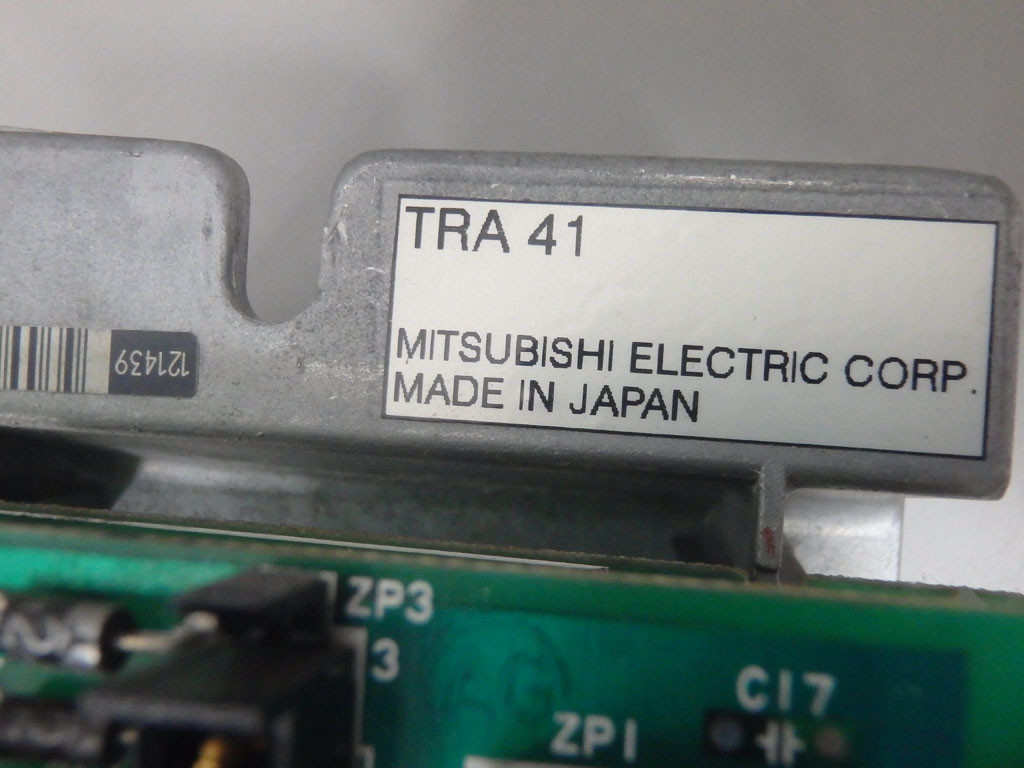 TRA 41
MITSUBISHI ELECTRIC CORP.
MADE IN JAPAN
121439
ZP3
3
ZP1
C17